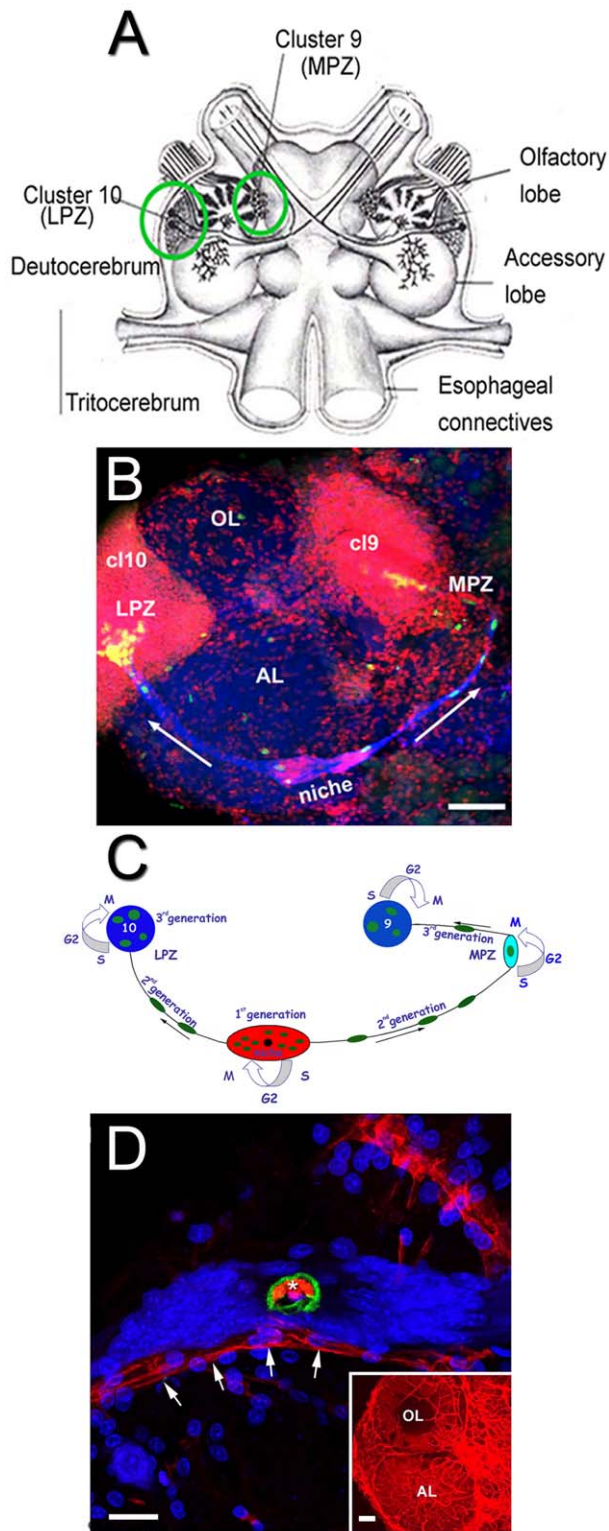 A
Cluster 9
(MPZ)
Cluster 10
(LPZ)
Deutocerebrum
Tritocerebrum
Olfactory
lobe
Accessory
lobe
Esophageal
connectives
B
OL
cl10
LPZ
cl9
MPZ
AL
niche
C
M
G2
S
10
3rd generation
LPZ
2nd generation
1st generation
M
G2
S
2nd generation
G2
S
M
9
3rd generation
MPZ
M
G2
S
D
*
OL
AL